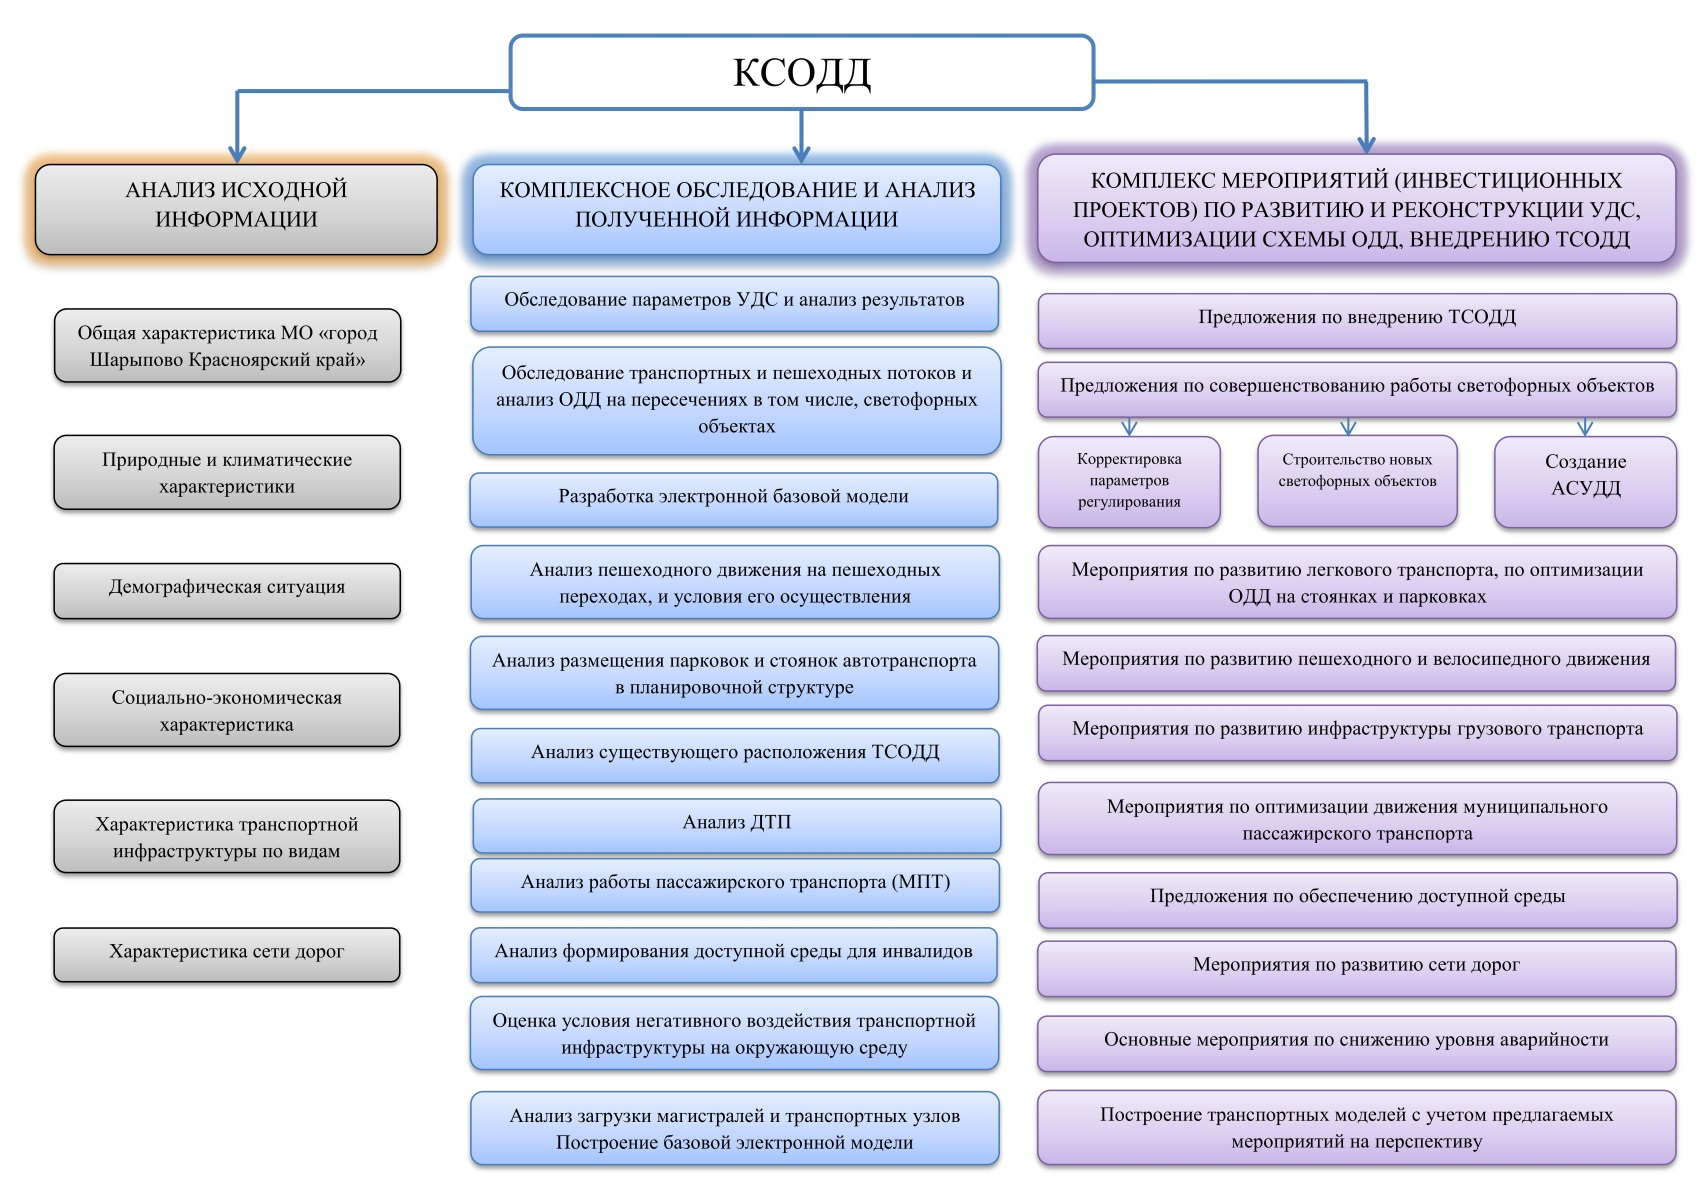 КСОДД
АНАЛИЗ ИСХОДНОЙ
ИНФОРМАЦИИ
Общая характеристика МО «город
Шарыпово Красноярский край»
Природные и климатические
характеристики
Демографическая ситуация
Социально-экономическая
характеристика
Характеристика транспортной
инфраструктуры по видам
Характеристика сети дорог
КОМПЛЕКСНОЕ ОБСЛЕДОВАНИЕ И АНАЛИЗ
ПОЛУЧЕННОЙ ИНФОРМАЦИИ
Обследование параметров УДС и анализ результатов
Обследование транспортных и пешеходных потоков и
анализ ОДД на пересечениях в том числе, светофорных
объектах
Разработка электронной базовой модели
Анализ пешеходного движения на пешеходных
переходах, и условия его осуществления
Анализ размещения парковок и стоянок автотранспорта
в планировочной структуре
Анализ существующего расположения ТСОДД
Анализ ДТП
Анализ работы пассажирского транспорта (МПТ)
Анализ формирования доступной среды для инвалидов
Оценка условия негативного воздействия транспортной
инфраструктуры на окружающую среду
Анализ загрузки магистралей и транспортных узлов
Построение базовой электронной модели
КОМПЛЕКС МЕРОПРИЯТИЙ (ИНВЕСТИЦИОННЫХ
ПРОЕКТОВ) ПО РАЗВИТИЮ И РЕКОНСТРУКЦИИ УДС,
ОПТИМИЗАЦИИ СХЕМЫ ОДД, ВНЕДРЕНИЮ ТСОДД
Предложения по внедрению ТСОДД
Предложения по совершенствованию работы светофорных объектов
Корректировка
параметров
регулирования
Строительство новых
светофорных объектов
Создание
АСУДД
Мероприятия по развитию легкового транспорта, по оптимизации
ОДД на стоянках и парковках
Мероприятия по развитию пешеходного и велосипедного движения
Мероприятия по развитию инфраструктуры грузового транспорта
Мероприятия по оптимизации движения муниципального
пассажирского транспорта
Предложения по обеспечению доступной среды
Мероприятия по развитию сети дорог
Основные мероприятия по снижению уровня аварийности
Построение транспортных моделей с учетом предлагаемых
мероприятий на перспективу